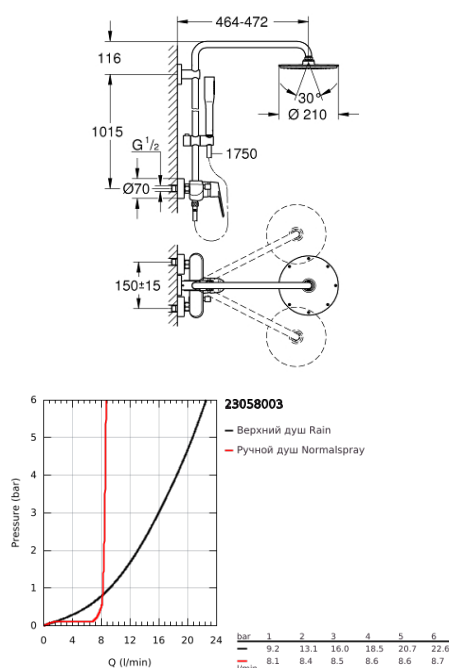 464-472
116
30°
Ø 210
1015
G 1/2
1750
Ø70
150±15
23058003
Верхний душ Rain
Ручной душ Normalspray
6
5
4
3
2
1
0
Pressure (bar)
0 4 8 12 16 20 24
Q (l/min)
bar 1 2 3 4 5 6
9.2 13.1 16.0 18.5 20.7 22.6
8.1 8.4 8.5 8.6 8.6 8.7
l/min